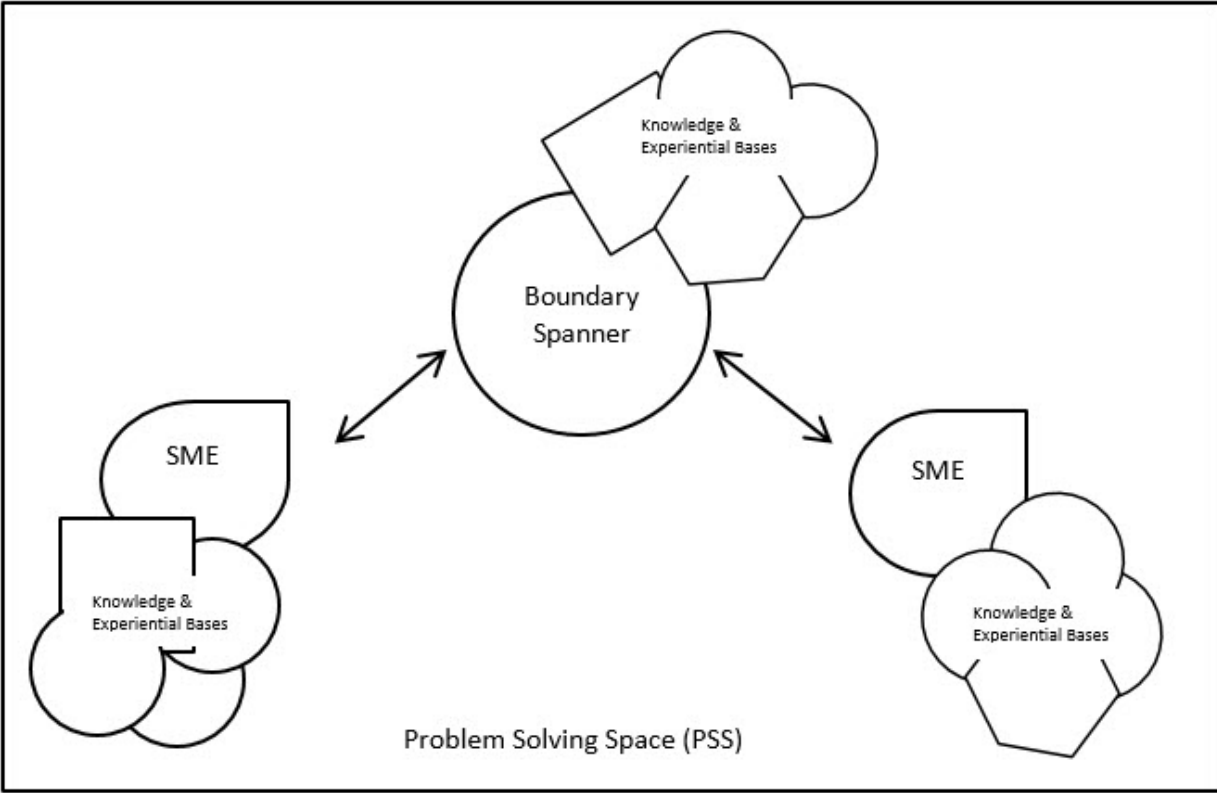 Knowledge &
Experiential Bases
Boundary
Spanner
SME
SME
Knowledge &
Experiential Bases
Knowledge &
Experiential Bases
Problem Solving Space (PSS)